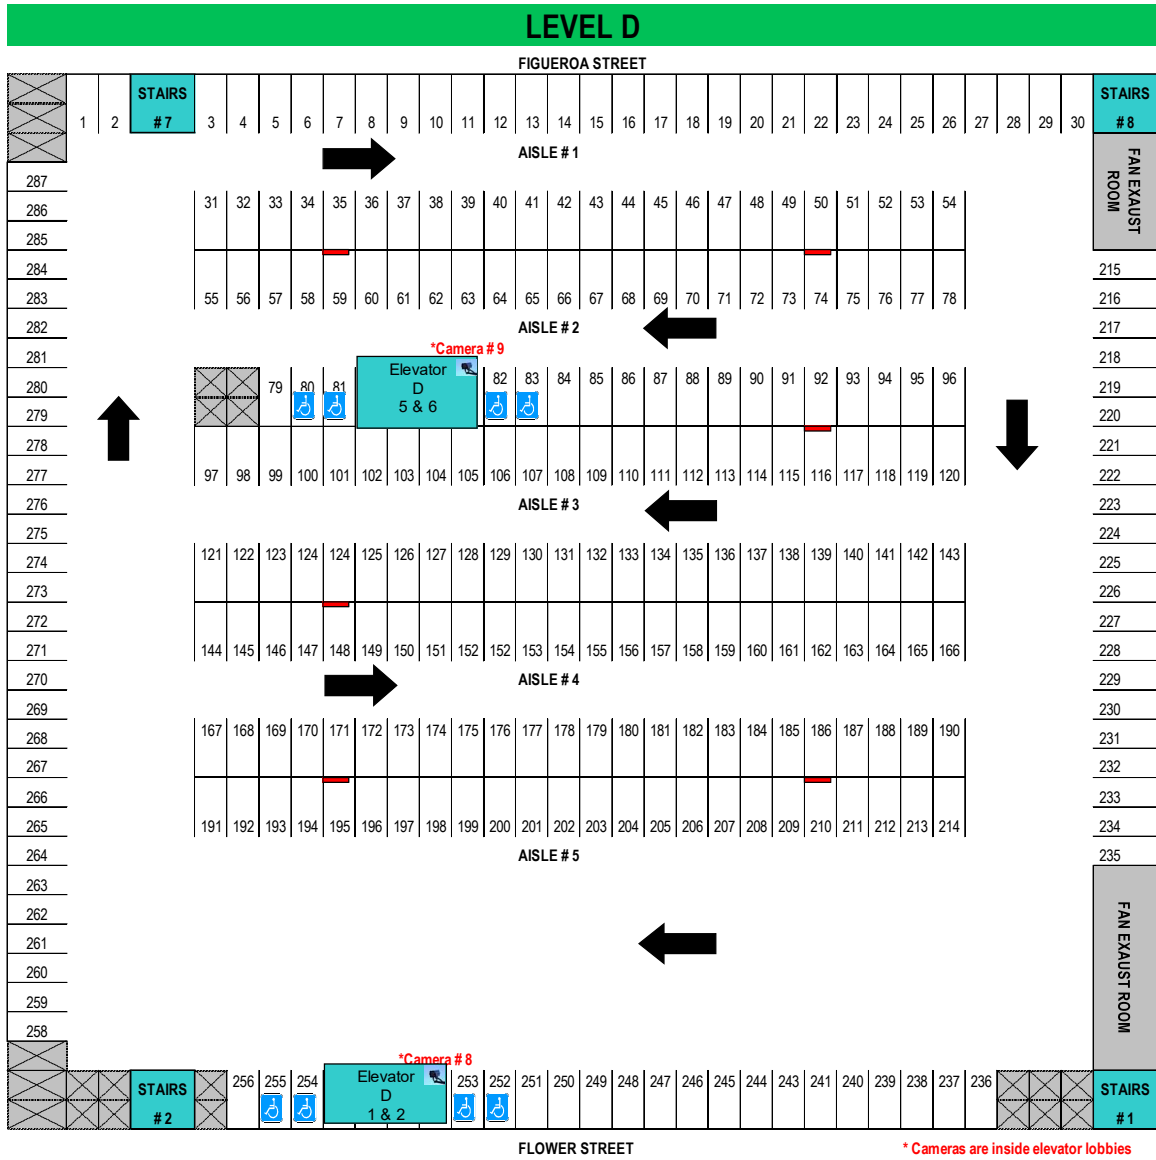 LEVEL D
FIGUEROA STREET
STAIRS
# 7
STAIRS
# 8
1 2 3 4 5 6 7 8 9 10 11 12 13 14 15 16 17 18 19 20 21 22 23 24 25 26 27 28 29 30
AISLE # 1
FAN EXAUST
ROOM
287
286
285
284
283
282
281
280
279
278
277
276
275
274
273
272
271
270
269
268
267
266
265
264
263
262
261
260
259
258
31 32 33 34 35 36 37 38 39 40 41 42 43 44 45 46 47 48 49 50 51 52 53 54
55 56 57 58 59 60 61 62 63 64 65 66 67 68 69 70 71 72 73 74 75 76 77 78
AISLE # 2
*Camera # 9
79 80 81
Elevator
D
5 & 6
82 83 84 85 86 87 88 89 90 91 92 93 94 95 96
97 98 99 100 101 102 103 104 105 106 107 108 109 110 111 112 113 114 115 116 117 118 119 120
AISLE # 3
121 122 123 124 124 125 126 127 128 129 130 131 132 133 134 135 136 137 138 139 140 141 142 143
144 145 146 147 148 149 150 151 152 152 153 154 155 156 157 158 159 160 161 162 163 164 165 166
AISLE # 4
167 168 169 170 171 172 173 174 175 176 177 178 179 180 181 182 183 184 185 186 187 188 189 190
191 192 193 194 195 196 197 198 199 200 201 202 203 204 205 206 207 208 209 210 211 212 213 214
AISLE # 5
215
216
217
218
219
220
221
222
223
224
225
226
227
228
229
230
231
232
233
234
235
FAN EXAUST ROOM
*Camera # 8
STAIRS
# 2
256 255 254
Elevator
D
1 & 2
253 252 251 250 249 248 247 246 245 244 243 241 240 239 238 237 236
STAIRS
# 1
FLOWER STREET
* Cameras are inside elevator lobbies